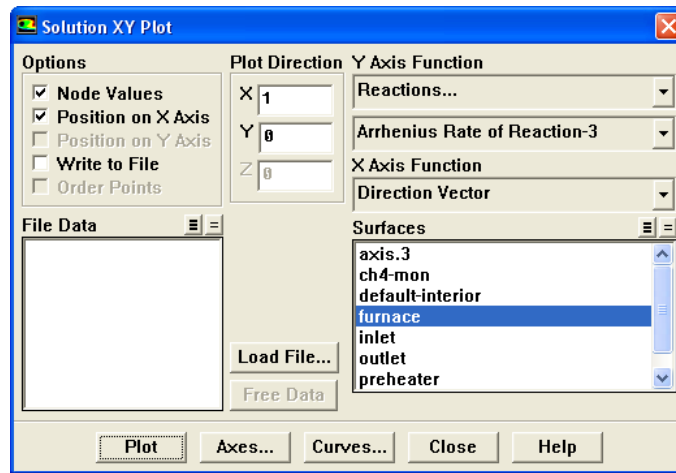 Solution XY Plot
Options
Node Values
Position on X Axis
Position on Y Axis
Write to File
Order Points
Plot Direction
X 1
Y 0
Z 0
Y Axis Function
Reactions...
Arrhenius Rate of Reaction-3
X Axis Function
Direction Vector
File Data
Load File...
Free Data
Surfaces
axis.3
ch4-mon
default-interior
furnace
inlet
outlet
preheater
Plot
Axes...
Curves...
Close
Help